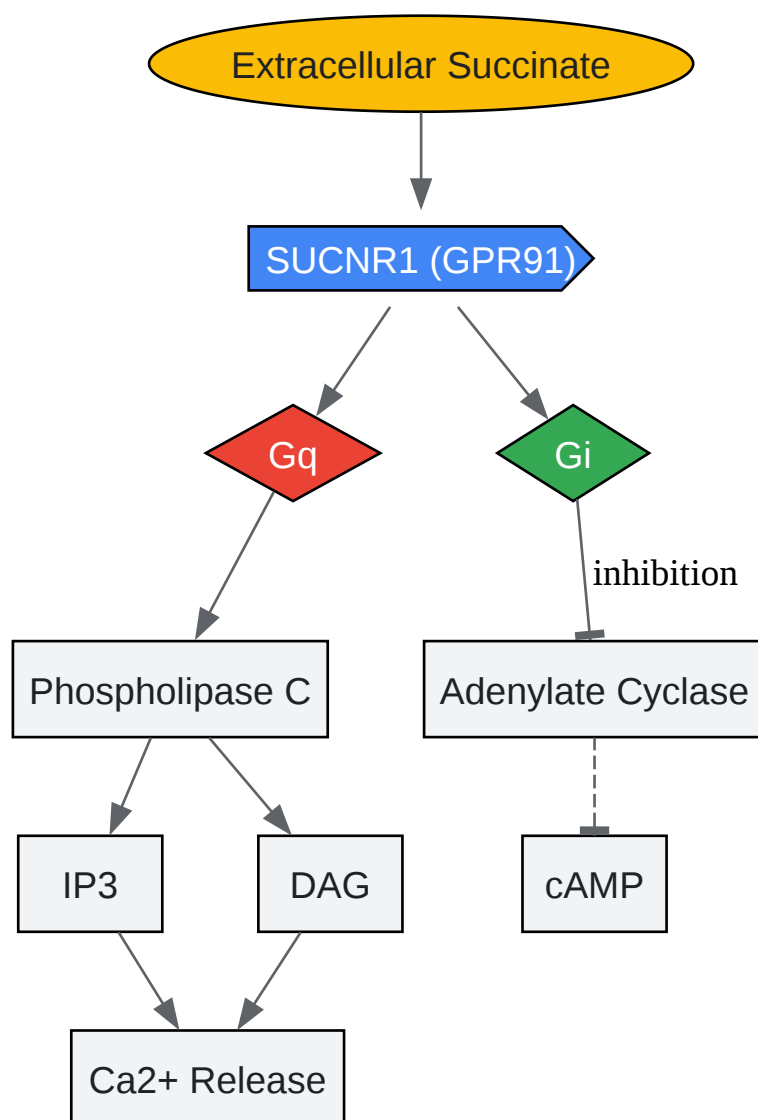 Extracellular Succinate
SUCNR1 (GPR91)
Gq
Gi
inhibition
Phospholipase C
Adenylate Cyclase
IP3
DAG
cAMP
Ca2+ Release